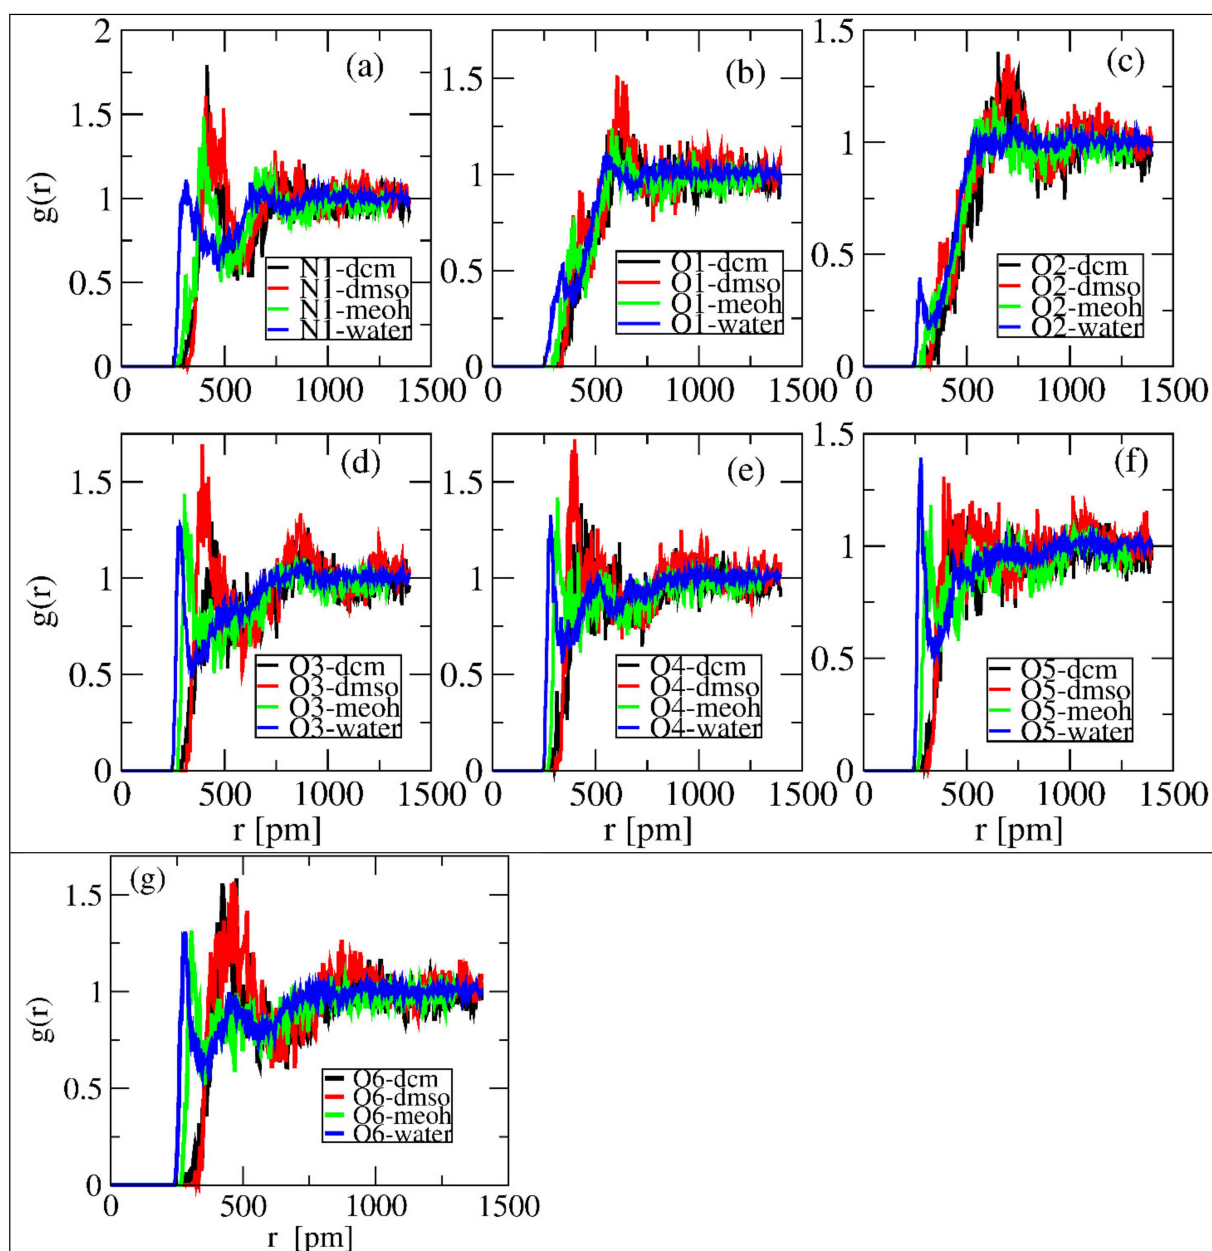 2
(a)
1.5
1
0.5
0
g(r)
N1-dcm
N1-dmso
N1-meoh
N1-water
0 500 1000 1500
2
(b)
1.5
1
0.5
0
O1-dcm
O1-dmso
O1-meoh
O1-water
0 500 1000 1500
1.5
(c)
1
0.5
0
O2-dcm
O2-dmso
O2-meoh
O2-water
0 500 1000 1500
(d)
1.5
1
0.5
0
g(r)
O3-dcm
O3-dmso
O3-meoh
O3-water
0 500 1000 1500
r [pm]
(e)
1.5
1
0.5
0
O4-dcm
O4-dmso
O4-meoh
O4-water
0 500 1000 1500
r [pm]
1.5
(f)
1
0.5
0
O5-dcm
O5-dmso
O5-meoh
O5-water
0 500 1000 1500
r [pm]
(g)
1.5
1
0.5
0
g(r)
O6-dcm
O6-dmso
O6-meoh
O6-water
0 500 1000 1500
r [pm]